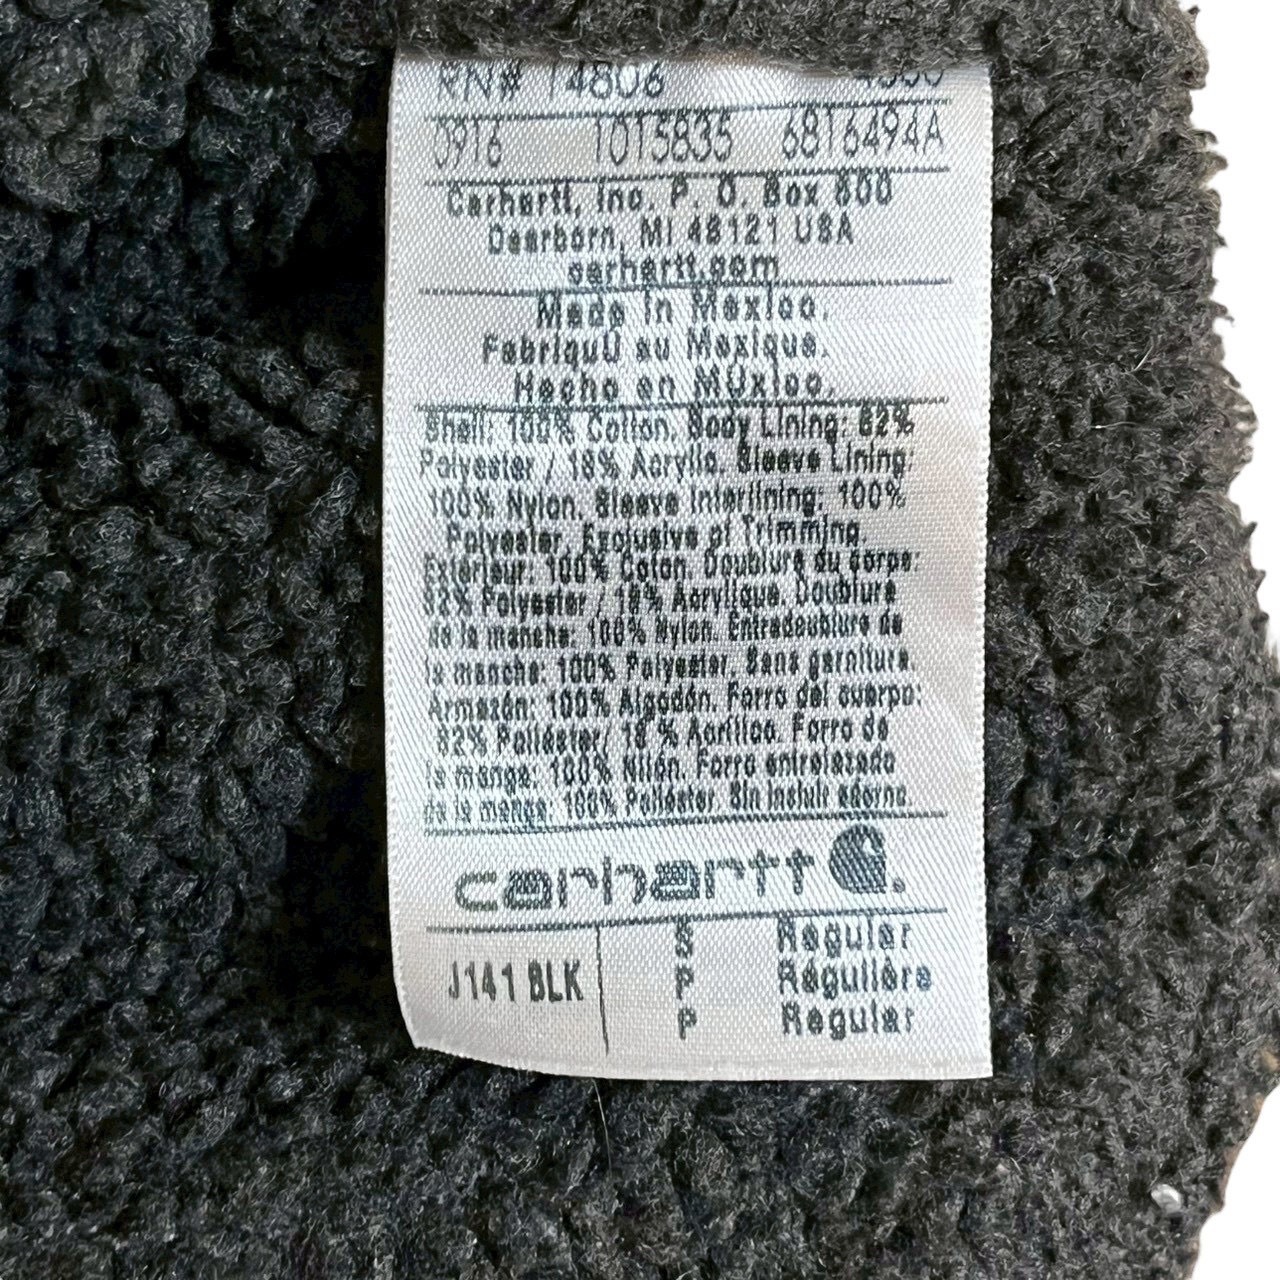 RN# 14806
0916 1015835 6816494A
Carhartt, Inc. P. O. Box 600
Dearborn, MI 48121 USA
carhartt.com
Made in Mexico.
FabriquÜ au Mexique.
Hecho en MÜxico.
Shell: 100% Cotton. Body Lining: 82%
Polyester / 18% Acrylic. Sleeve Lining:
100% Nylon. Sleeve Interlining: 100%
Polyester. Exclusive of Trimming.
Extérieur: 100% Coton. Doublure du corps:
82% Polyester / 18% Acrylique. Doublure
de la manche: 100% Nylon. Entredoublure de
la manche: 100% Polyester. Sans garniture.
Armazón: 100% Algodón. Forro del cuerpo:
82% Poliéster/ 18 % Acrílico. Forro de
la manga: 100% Nilón. Forro entrelazado
de la manga: 100% Poliéster. Sin incluir adorno.
carhartt
J141 BLK
S Regular
P Régulière
P Regular